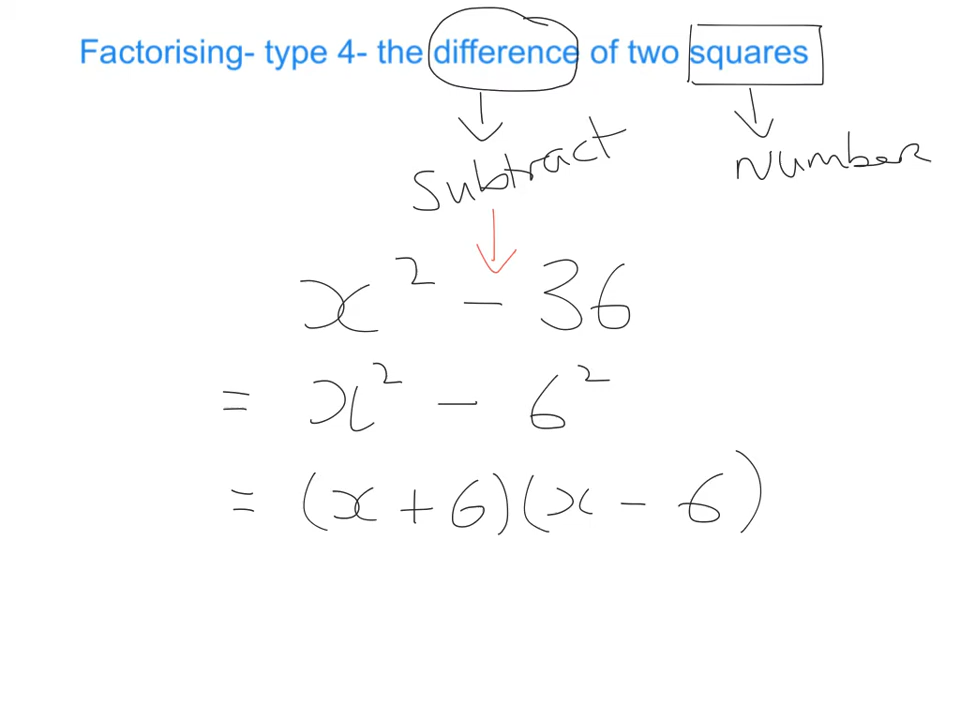 Factorising- type 4- the difference of two squares
Subtract
Number
x² - 36
= x² - 6²
= (x + 6)(x - 6)